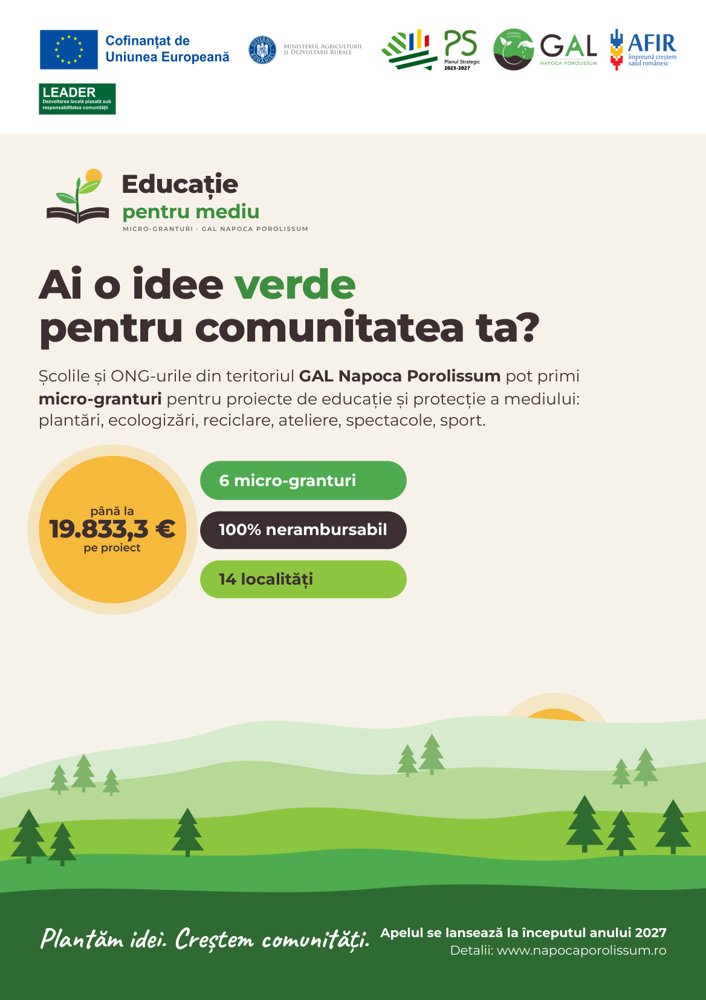 Cofinanțat de
Uniunea Europeană
GUVERNUL ROMÂNIEI
Ministerul Agriculturii
și Dezvoltării Rurale
PS
Planul Strategic
2023-2027
GAL
NAPOCA POROLISSUM
AFIR
împreună creștem
satul românesc
LEADER
Dezvoltarea locală plasată sub
responsabilitatea comunității
Educație
pentru mediu
MICRO-GRANTURI · GAL NAPOCA POROLISSUM
Ai o idee verde
pentru comunitatea ta?
Școlile și ONG-urile din teritoriul GAL Napoca Porolissum pot primi
micro-granturi pentru proiecte de educație și protecție a mediului:
plantări, ecologizări, reciclare, ateliere, spectacole, sport.
până la
19.833,3 €
pe proiect
6 micro-granturi
100% nerambursabil
14 localități
Plantăm idei. Creștem comunități.
Apelul se lansează la începutul anului 2027
Detalii: www.napocaporolissum.ro